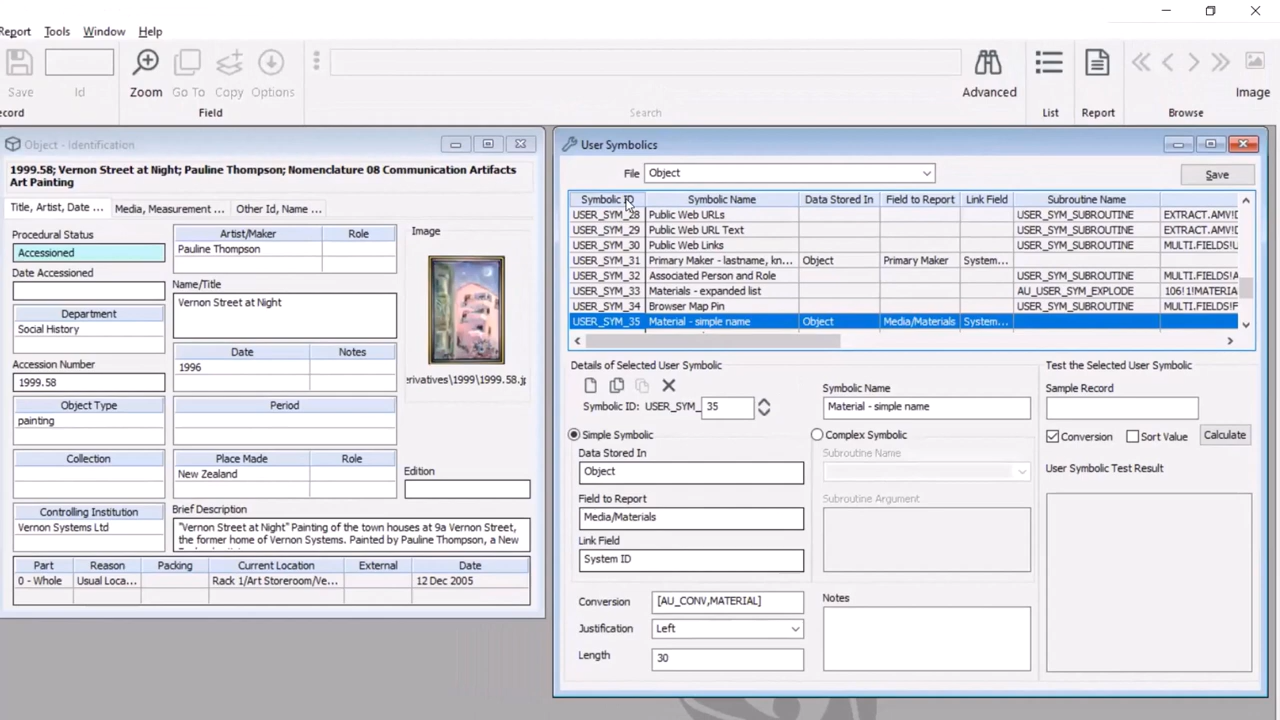 Report Tools Window Help
Save Id Zoom Go To Copy Options Advanced List Report Browse Image
ecord Field Search
Object - Identification
1999.58; Vernon Street at Night; Pauline Thompson; Nomenclature 08 Communication Artifacts
Art Painting
Title, Artist, Date ... Media, Measurement ... Other Id, Name ...
Procedural Status
Accessioned
Date Accessioned
Department
Social History
Accession Number
1999.58
Object Type
painting
Collection
Controlling Institution
Vernon Systems Ltd
Artist/Maker Role
Pauline Thompson
Name/Title
Vernon Street at Night
Date Notes
1996
Period
Place Made Role
New Zealand
Brief Description
"Vernon Street at Night" Painting of the town houses at 9a Vernon Street,
the former home of Vernon Systems. Painted by Pauline Thompson, a New
Image
erivatives\1999\1999.58.j
Edition
Part Reason Packing Current Location External Date
0 - Whole Usual Loca... Rack 1/Art Storeroom/Ve... 12 Dec 2005
User Symbolics
File Object Save
Symbolic ID Symbolic Name Data Stored In Field to Report Link Field Subroutine Name
USER_SYM_28 Public Web URLs USER_SYM_SUBROUTINE EXTRACT.AMV!D
USER_SYM_29 Public Web URL Text USER_SYM_SUBROUTINE EXTRACT.AMV!D
USER_SYM_30 Public Web Links USER_SYM_SUBROUTINE MULTI.FIELDS!U
USER_SYM_31 Primary Maker - lastname, kn... Object Primary Maker System...
USER_SYM_32 Associated Person and Role USER_SYM_SUBROUTINE MULTI.FIELDS!A
USER_SYM_33 Materials - expanded list AU_USER_SYM_EXPLODE 106!1!MATERIA
USER_SYM_34 Browser Map Pin USER_SYM_SUBROUTINE MULTI.FIELDS!F
USER_SYM_35 Material - simple name Object Media/Materials System...
Details of Selected User Symbolic
Symbolic ID: USER_SYM_ 35
Symbolic Name
Material - simple name
Simple Symbolic
Data Stored In
Object
Field to Report
Media/Materials
Link Field
System ID
Conversion [AU_CONV,MATERIAL]
Justification Left
Length 30
Complex Symbolic
Subroutine Name
Subroutine Argument
Notes
Test the Selected User Symbolic
Sample Record
Conversion Sort Value Calculate
User Symbolic Test Result